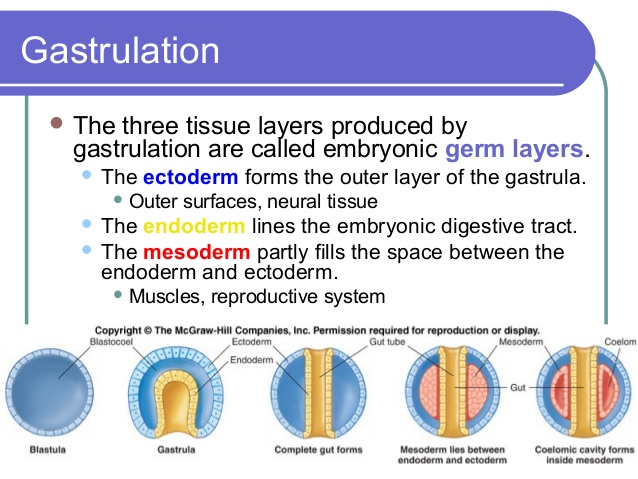 Gastrulation
The three tissue layers produced by
gastrulation are called embryonic germ layers.
The ectoderm forms the outer layer of the gastrula.
Outer surfaces, neural tissue
The endoderm lines the embryonic digestive tract.
The mesoderm partly fills the space between the
endoderm and ectoderm.
Muscles, reproductive system
Copyright © The McGraw-Hill Companies, Inc. Permission required for reproduction or display.
Blastocoel
Ectoderm
Gut tube
Mesoderm
Coelom
Endoderm
Gut
Blastula
Gastrula
Complete gut forms
Mesoderm lies between
endoderm and ectoderm
Coelomic cavity forms
inside mesoderm